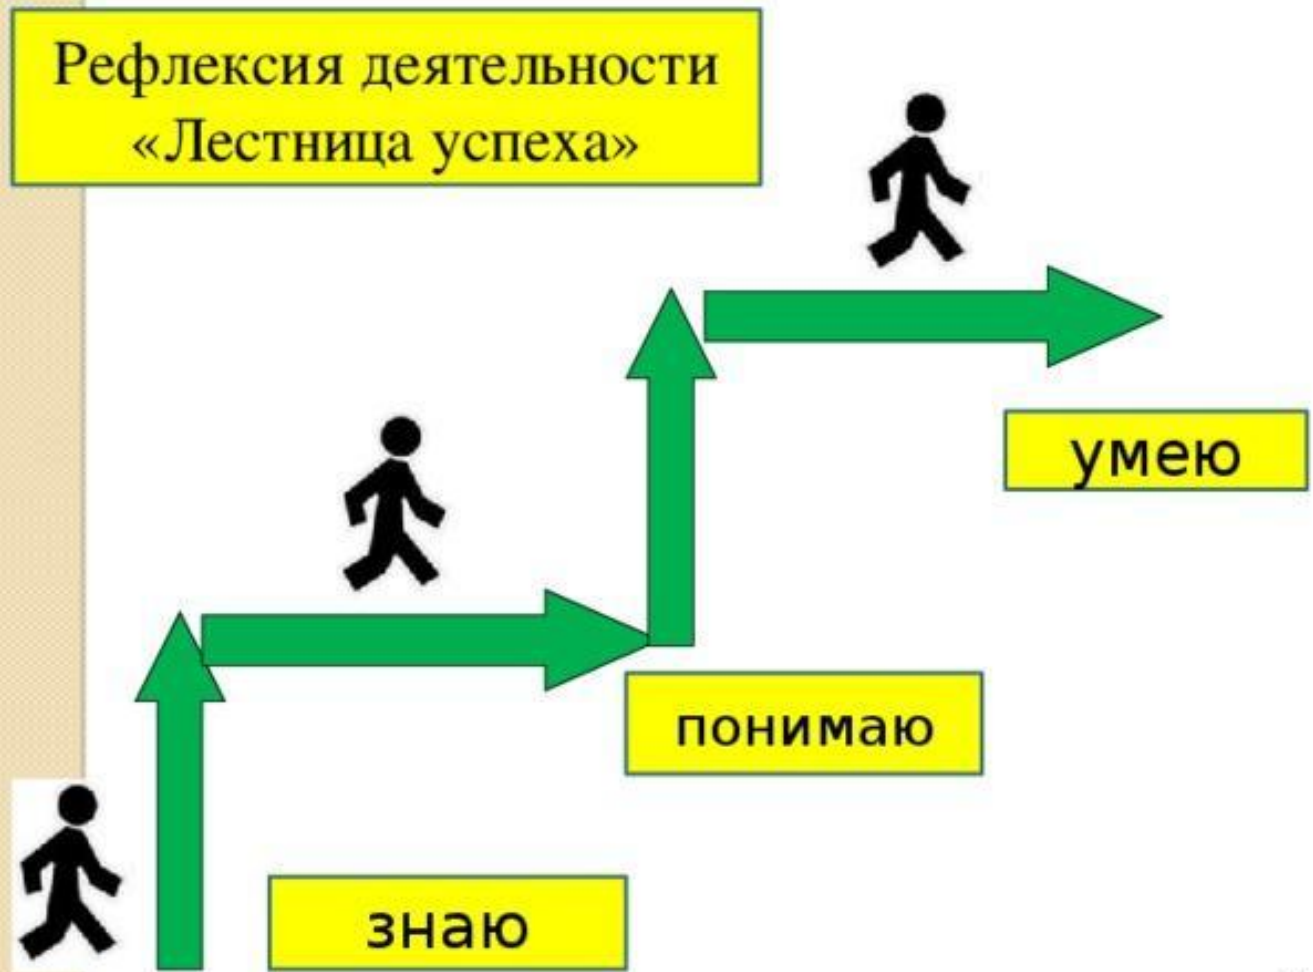 Рефлексия деятельности
«Лестница успеха»
умею
понимаю
знаю